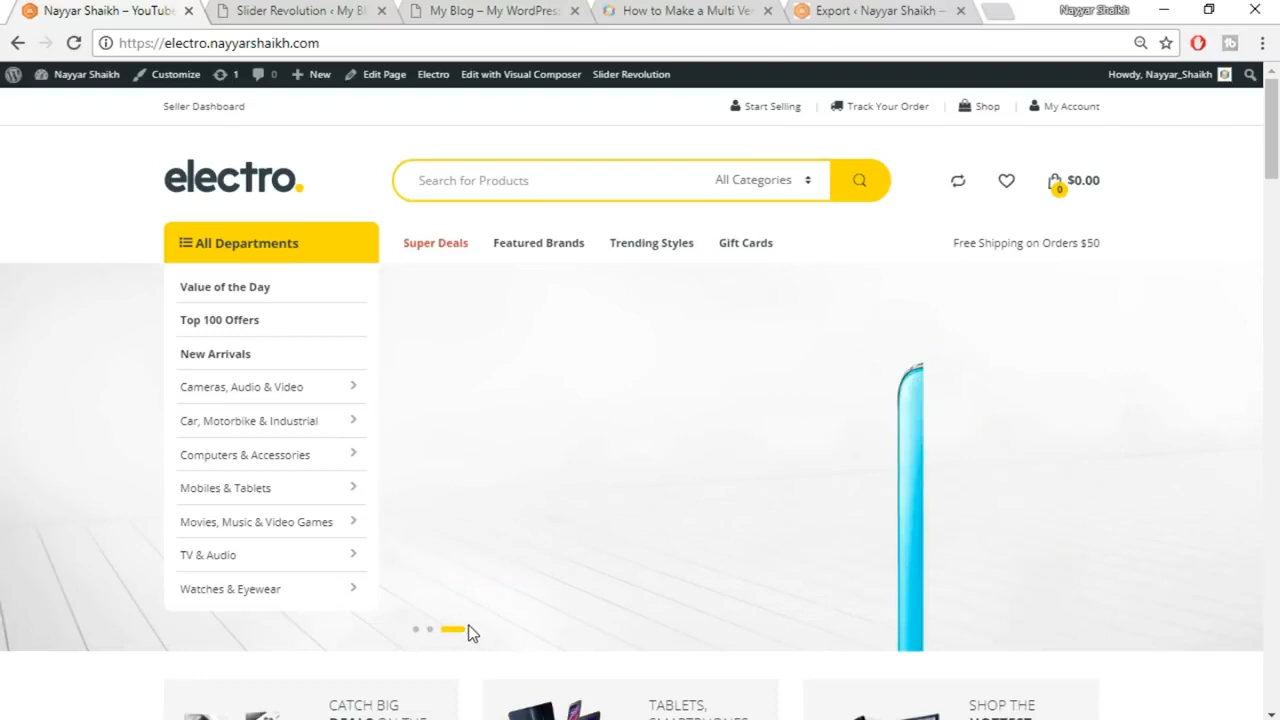 Nayyar Shaikh – YouTube
Slider Revolution ‹ My Bl
My Blog – My WordPress
How to Make a Multi Ve
Export ‹ Nayyar Shaikh —
Nayyar Shaikh
https://electro.nayyarshaikh.com
Nayyar Shaikh
Customize
1
0
New
Edit Page
Electro
Edit with Visual Composer
Slider Revolution
Howdy, Nayyar_Shaikh
Seller Dashboard
Start Selling
Track Your Order
Shop
My Account
electro.
Search for Products
All Categories
0
$0.00
All Departments
Super Deals
Featured Brands
Trending Styles
Gift Cards
Free Shipping on Orders $50
Value of the Day
Top 100 Offers
New Arrivals
Cameras, Audio & Video
Car, Motorbike & Industrial
Computers & Accessories
Mobiles & Tablets
Movies, Music & Video Games
TV & Audio
Watches & Eyewear
CATCH BIG
DEALS ON THE
TABLETS,
SMARTPHONES
SHOP THE
HOTTEST